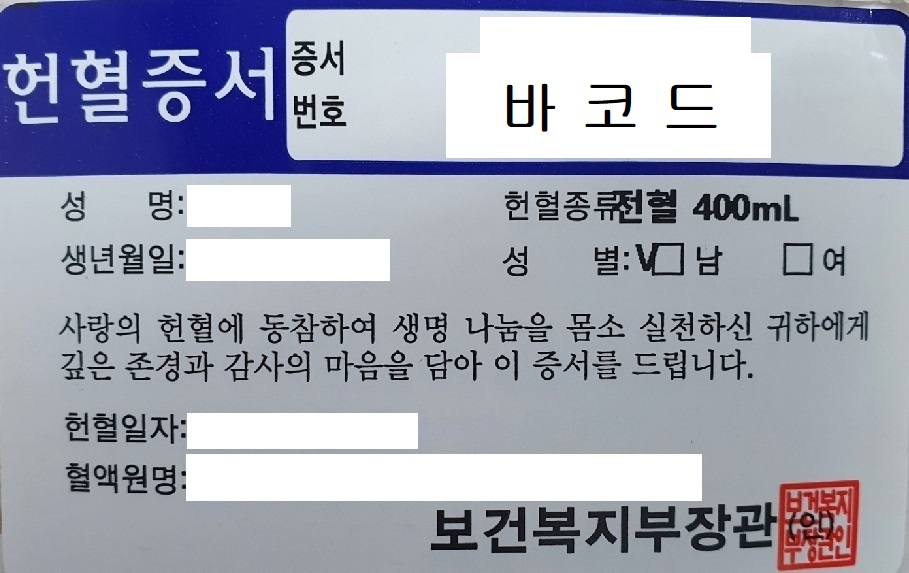 헌혈증서
증서
번호
바 코 드
성 명:
헌혈종류전혈 400mL
생년월일:
성 별:V□남 □여
사랑의 헌혈에 동참하여 생명 나눔을 몸소 실천하신 귀하에게
깊은 존경과 감사의 마음을 담아 이 증서를 드립니다.
헌혈일자:
혈액원명:
보건복지부장관 (인)
보건복지
부장관인